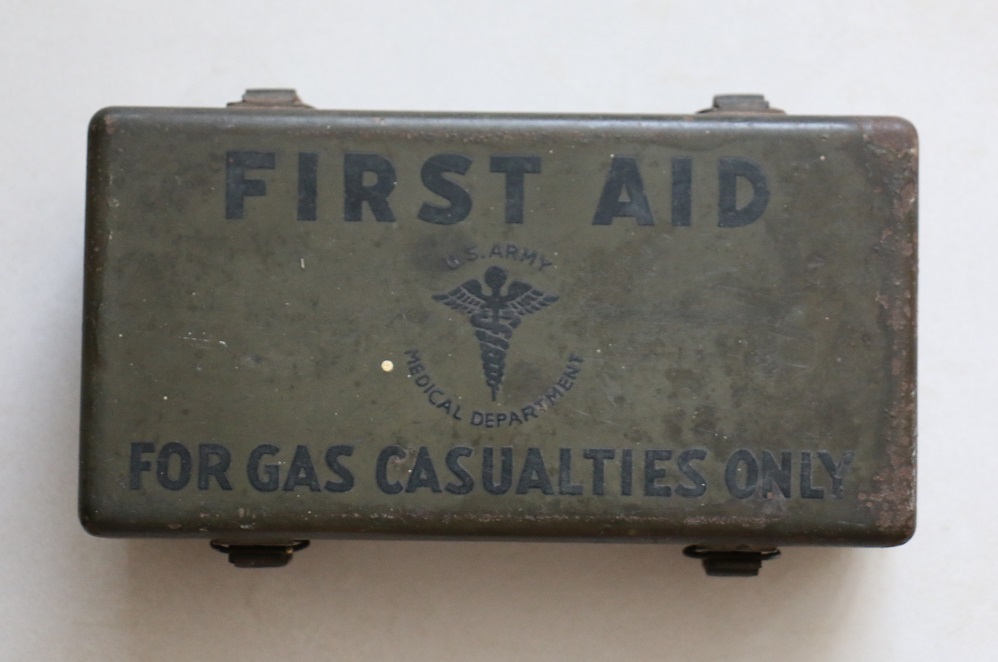 FIRST AID
U.S. ARMY
MEDICAL DEPARTMENT
FOR GAS CASUALTIES ONLY